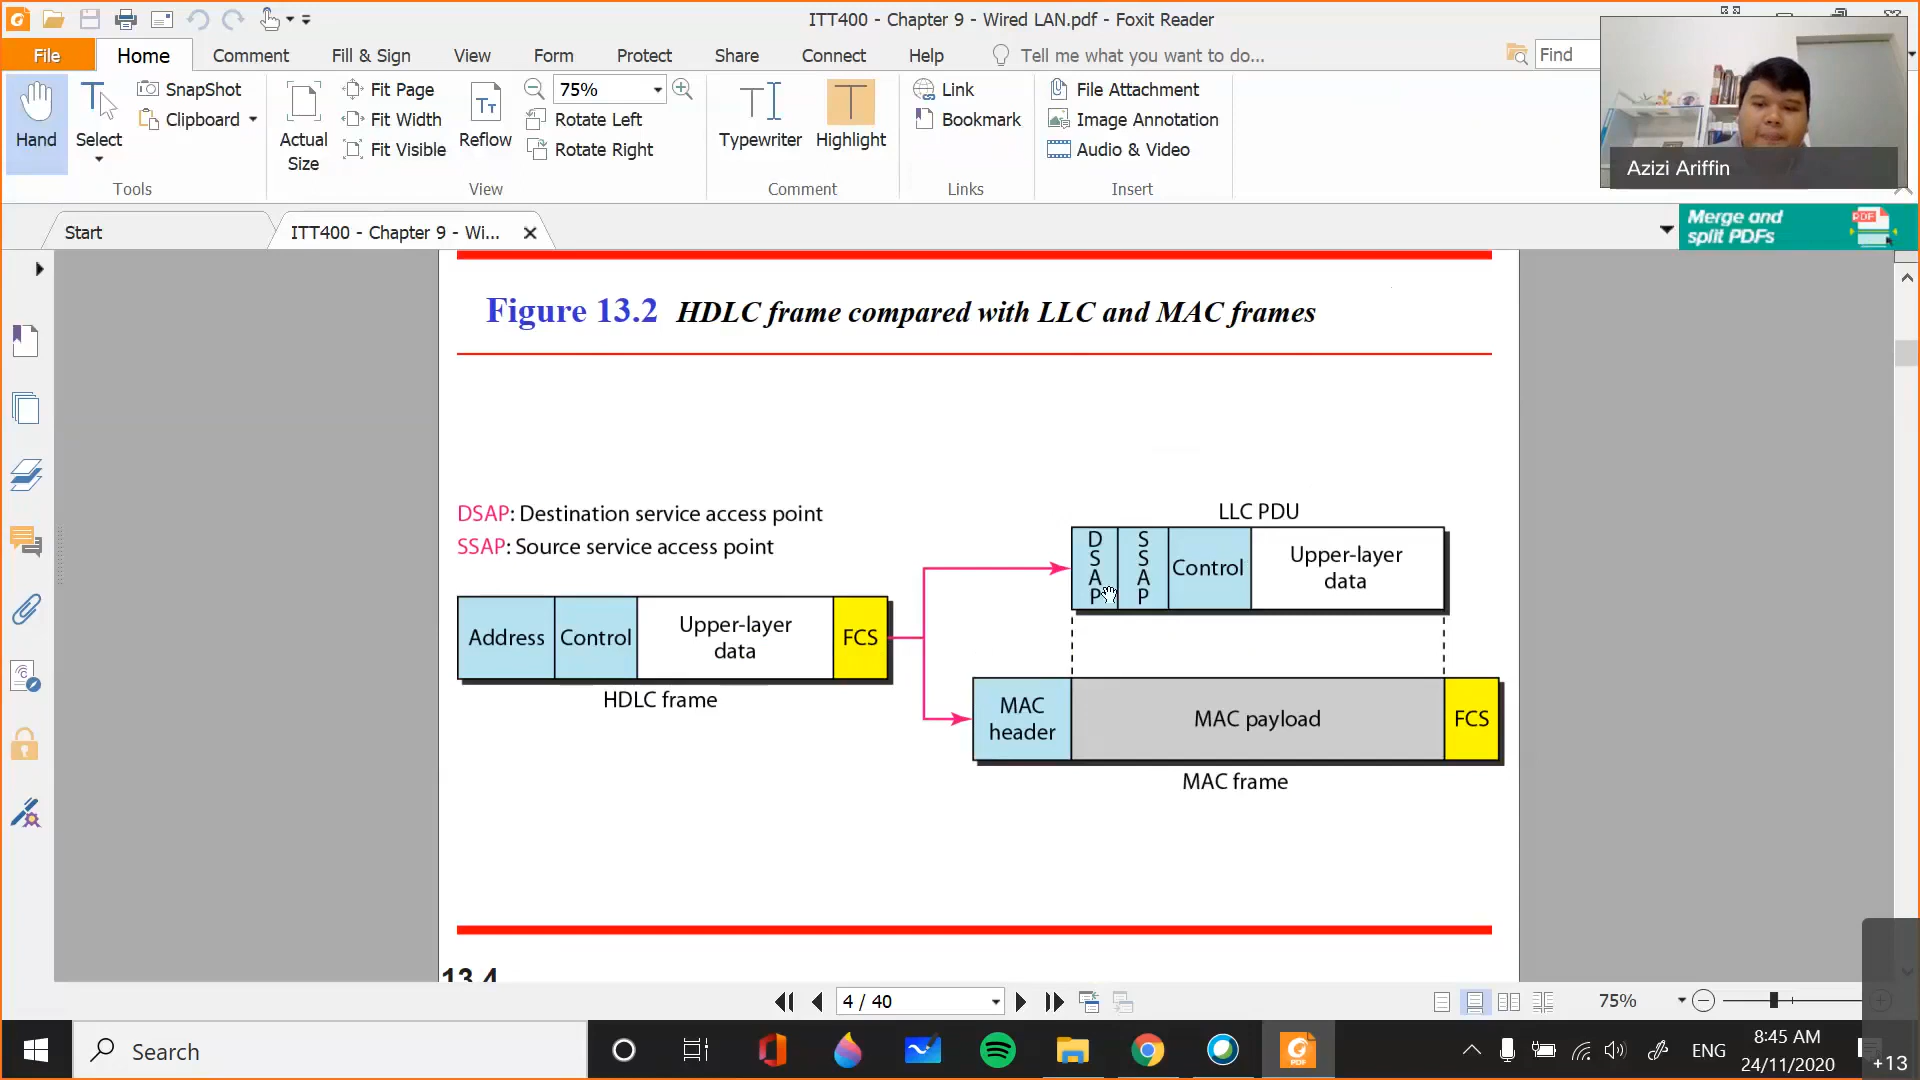 ITT400 - Chapter 9 - Wired LAN.pdf - Foxit Reader
File
Home
Comment
Fill & Sign
View
Form
Protect
Share
Connect
Help
Tell me what you want to do...
Find
Hand
Select
SnapShot
Clipboard
Actual
Size
Fit Page
Fit Width
Fit Visible
Reflow
75%
Rotate Left
Rotate Right
Typewriter
Highlight
Link
Bookmark
File Attachment
Image Annotation
Audio & Video
Tools
View
Comment
Links
Insert
Azizi Ariffin
Start
ITT400 - Chapter 9 - Wi...
Merge and
split PDFs
PDF
Figure 13.2 HDLC frame compared with LLC and MAC frames
DSAP: Destination service access point
SSAP: Source service access point
LLC PDU
DSAP
SSAP
Control
Upper-layer
data
Address
Control
Upper-layer
data
FCS
HDLC frame
MAC
header
MAC payload
FCS
MAC frame
13.4
4 / 40
75%
Search
ENG
8:45 AM
24/11/2020
+13